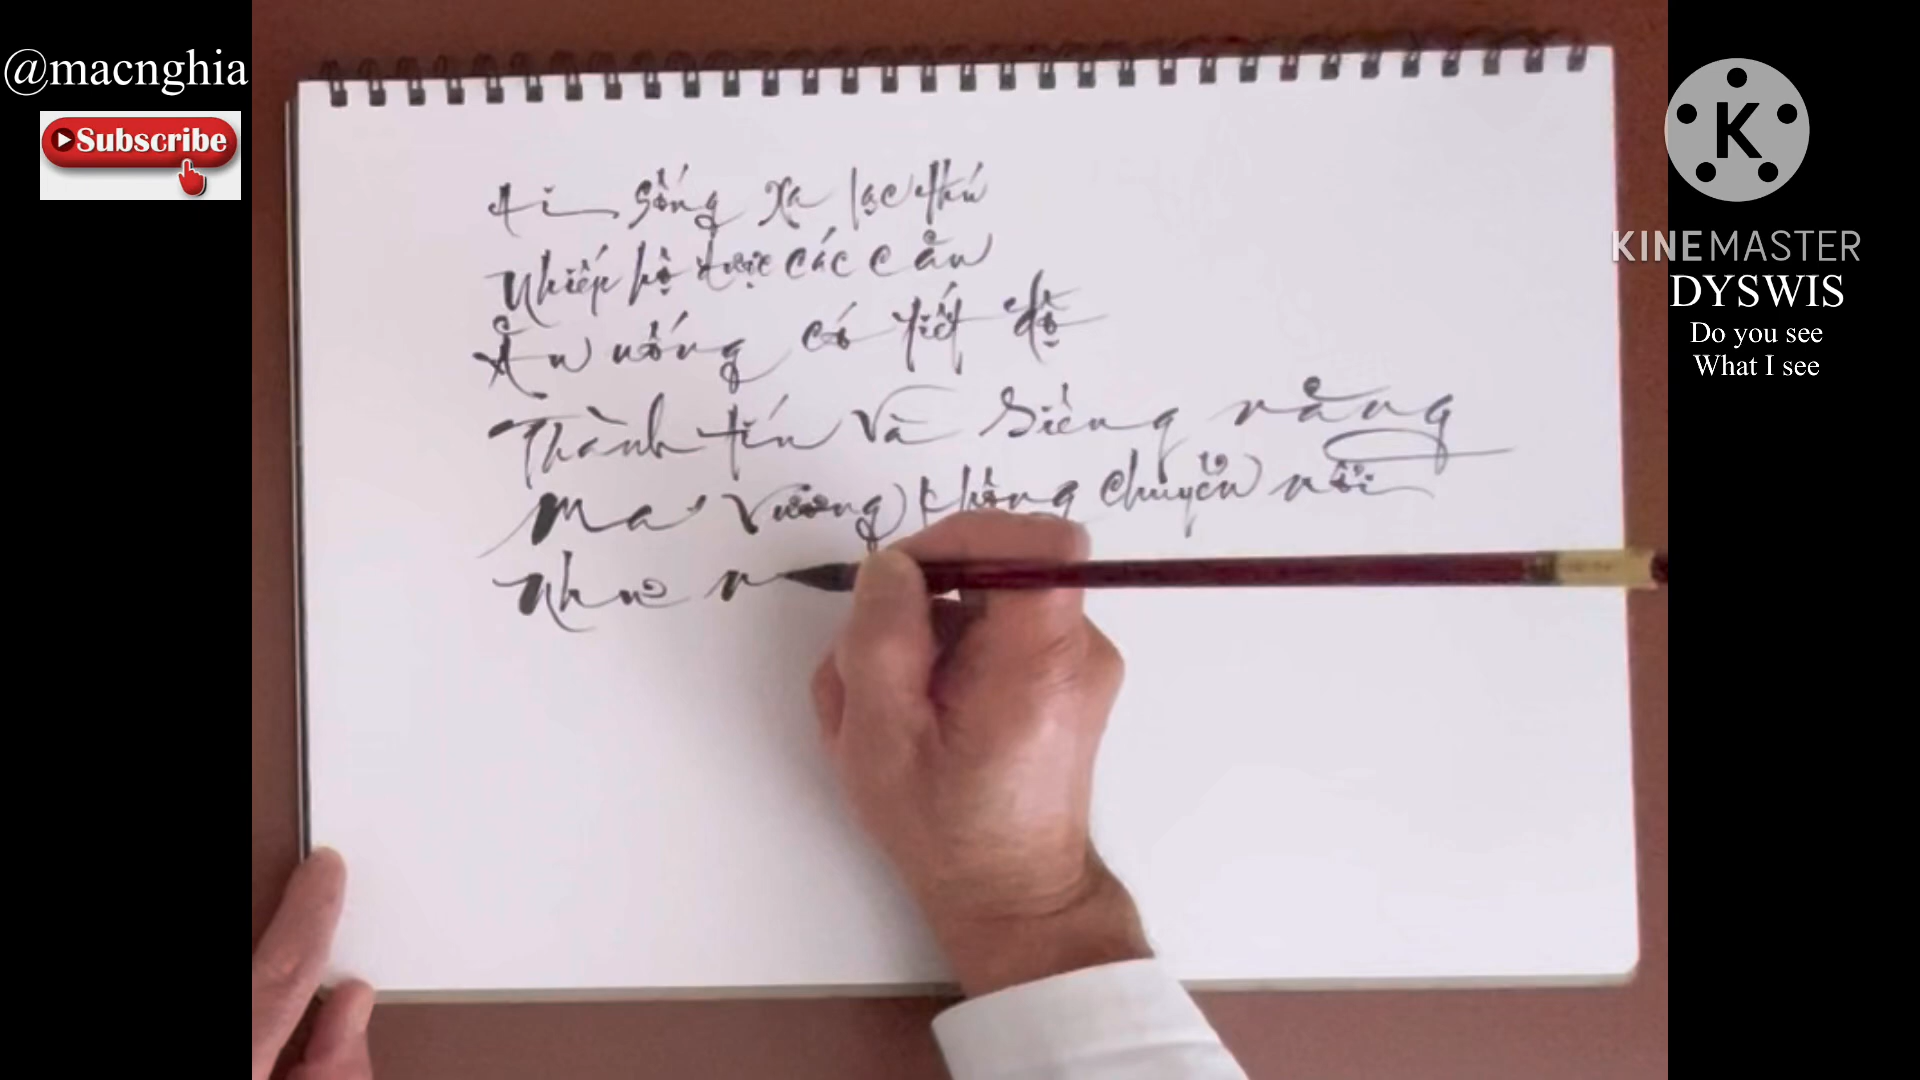 @macnghia
Subscribe
Ai sống xa lạc thú
Nhiếp hộ được các căn
Ăn uống có tiết độ
Thành tín và siêng năng
Ma vương không chuyển nổi
Như n
K
KINEMASTER
DYSWIS
Do you see
What I see